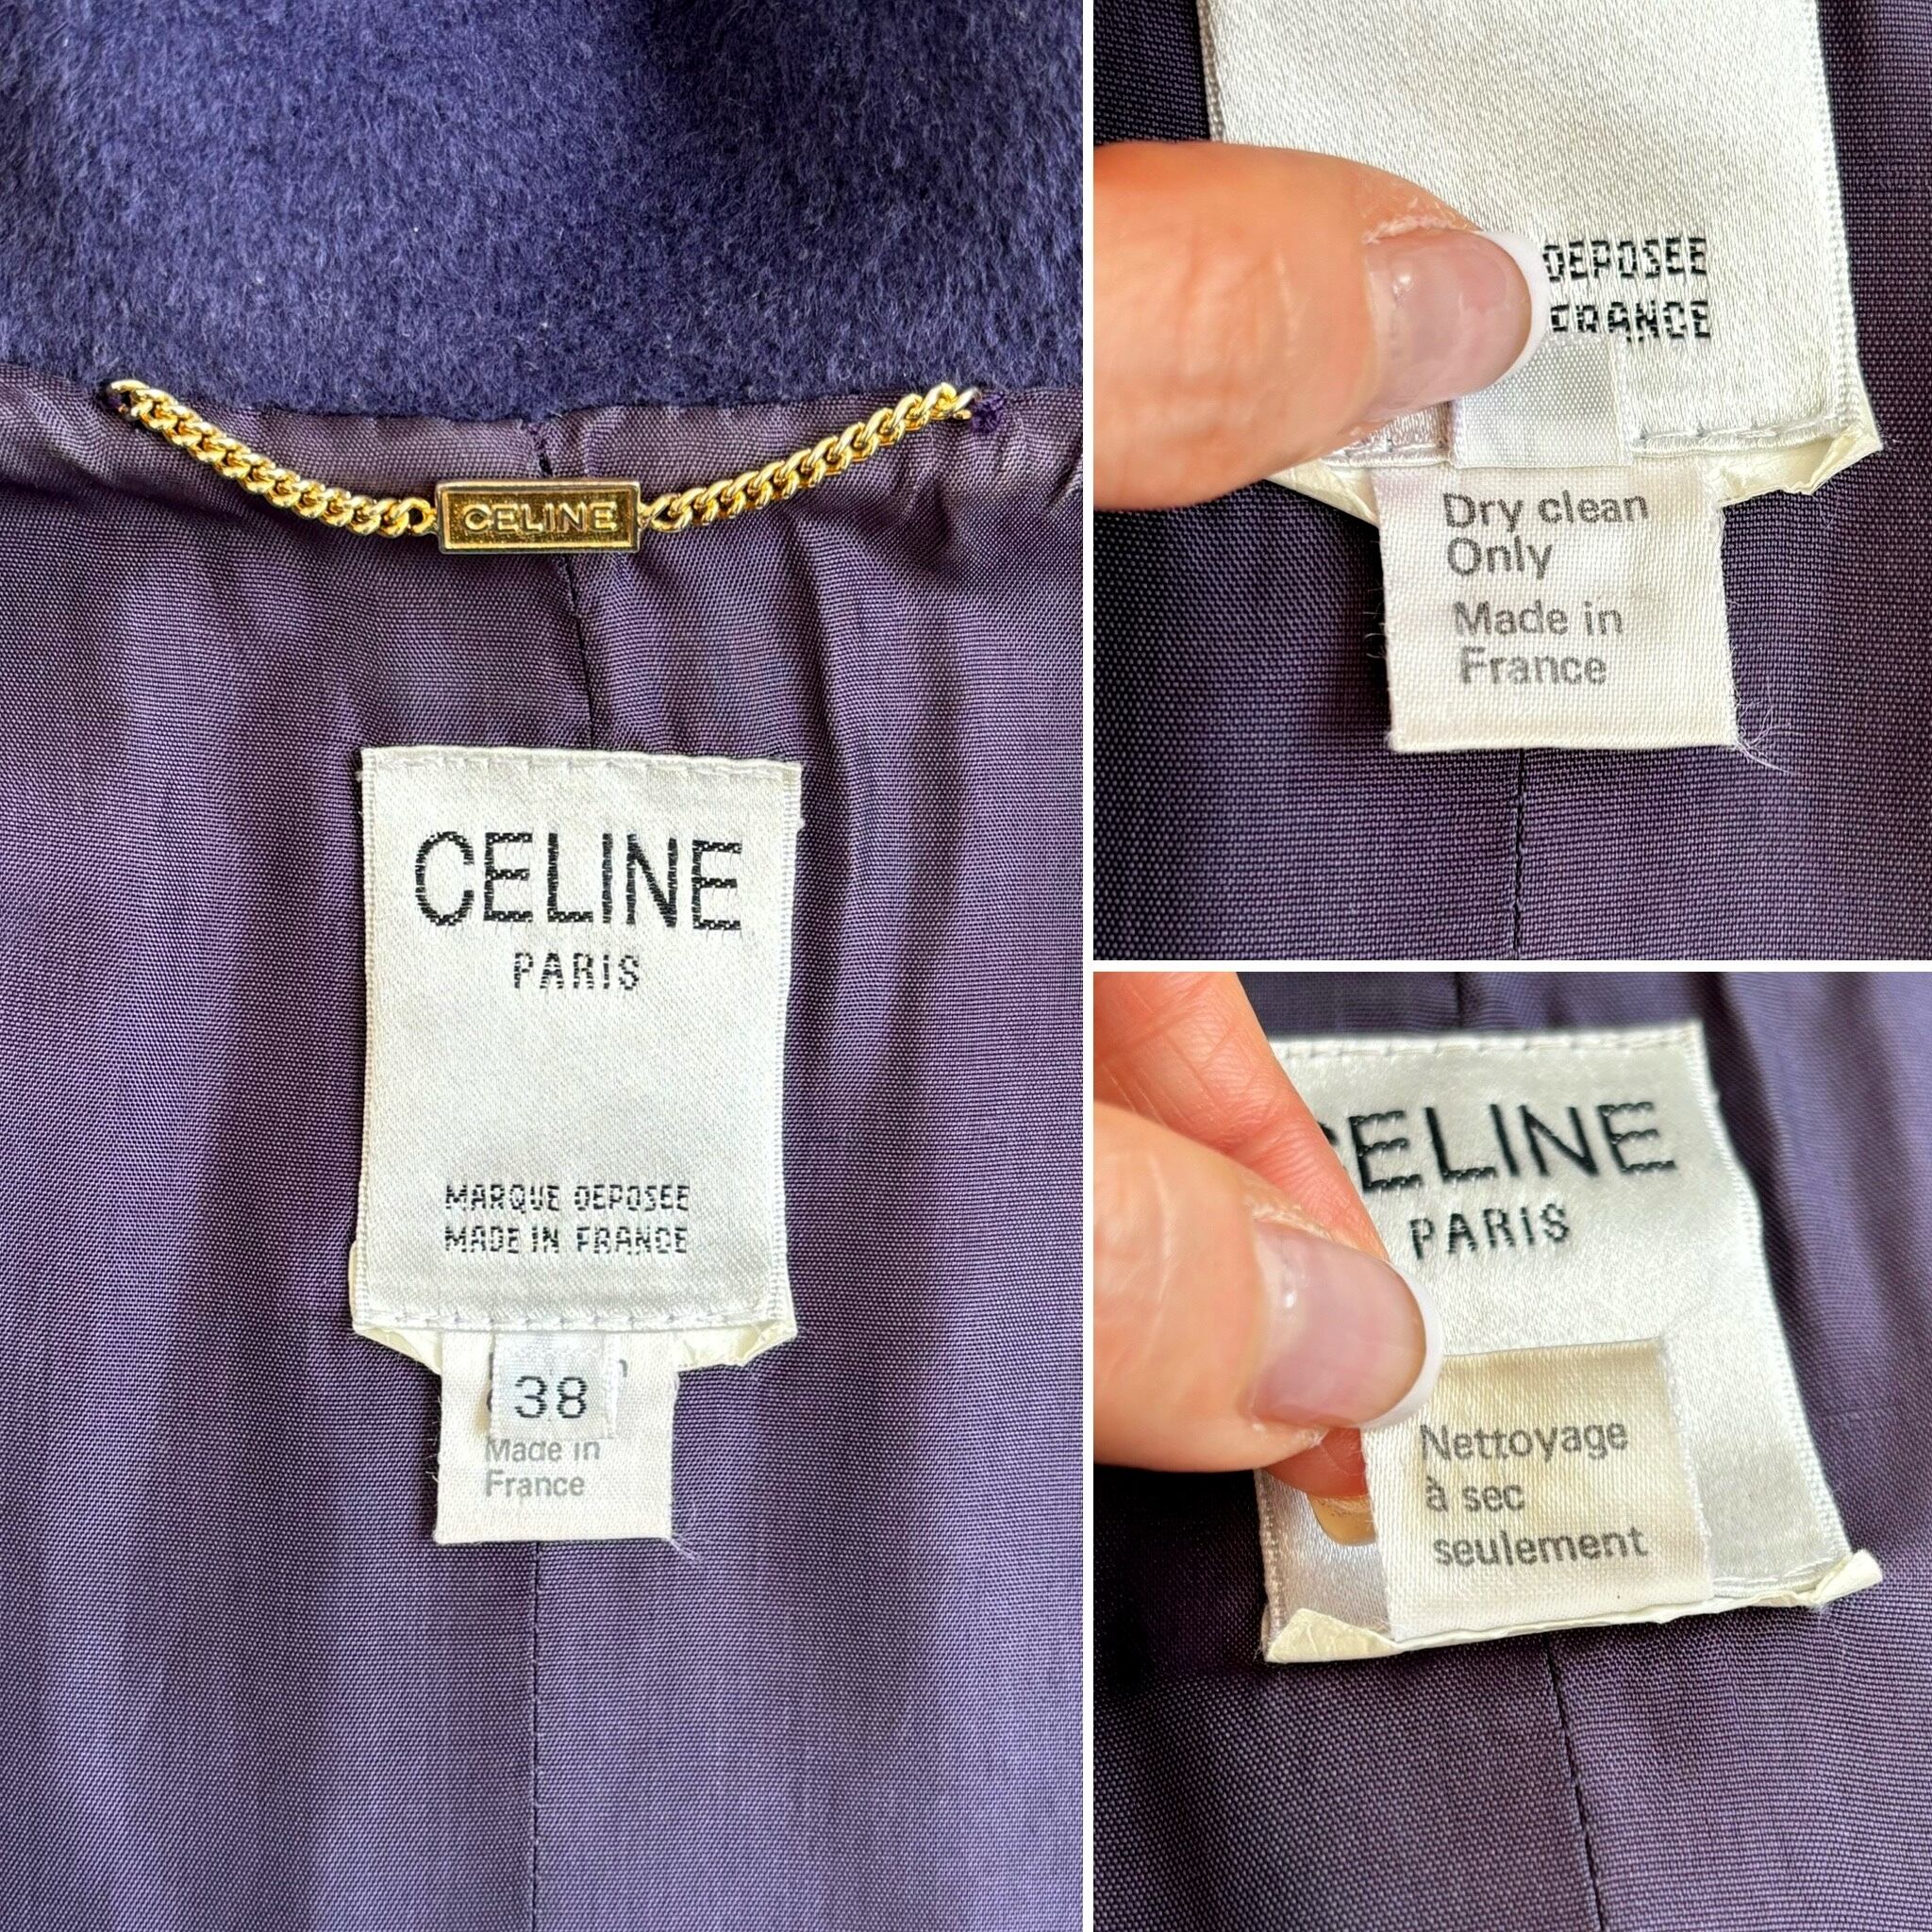 CELINE
CELINE
PARIS
MARQUE DEPOSEE
MADE IN FRANCE
38
Made in
France
DEPOSEE
FRANCE
Dry clean
Only
Made in
France
CELINE
PARIS
Nettoyage
à sec
seulement